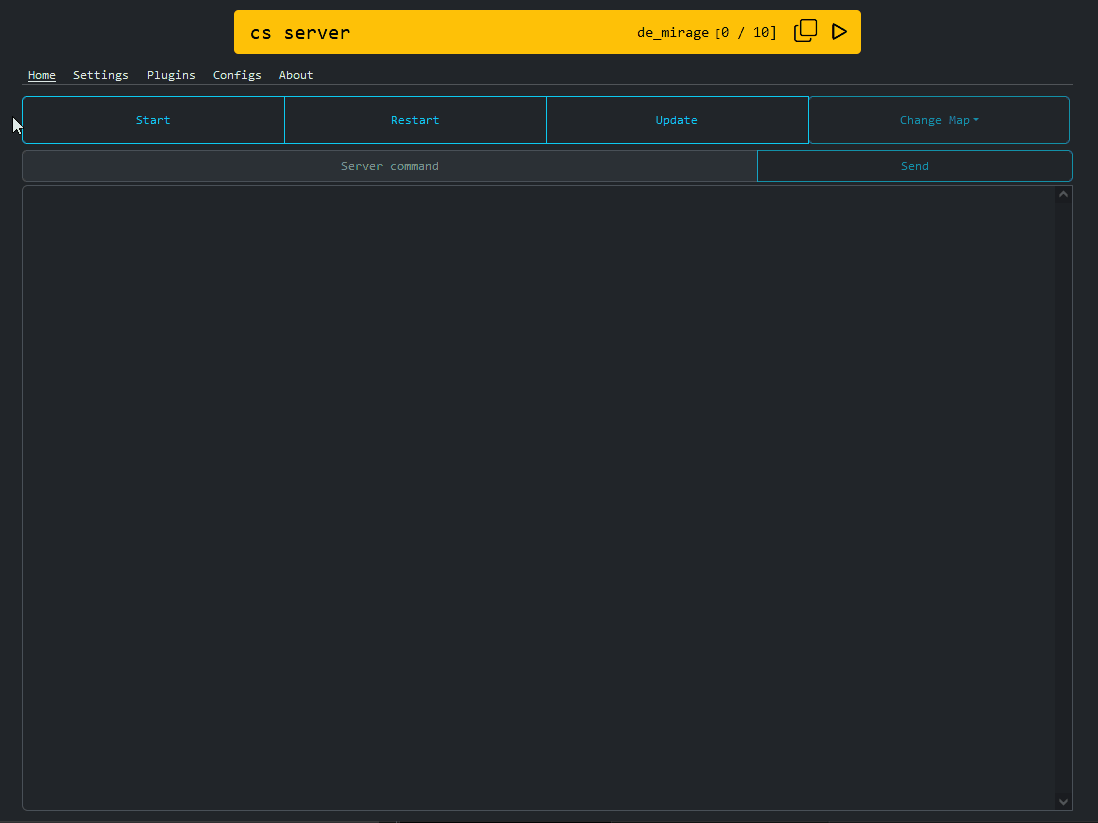 cs server de_mirage [0 / 10]
Home Settings Plugins Configs About
Start Restart Update Change Map
Server command Send